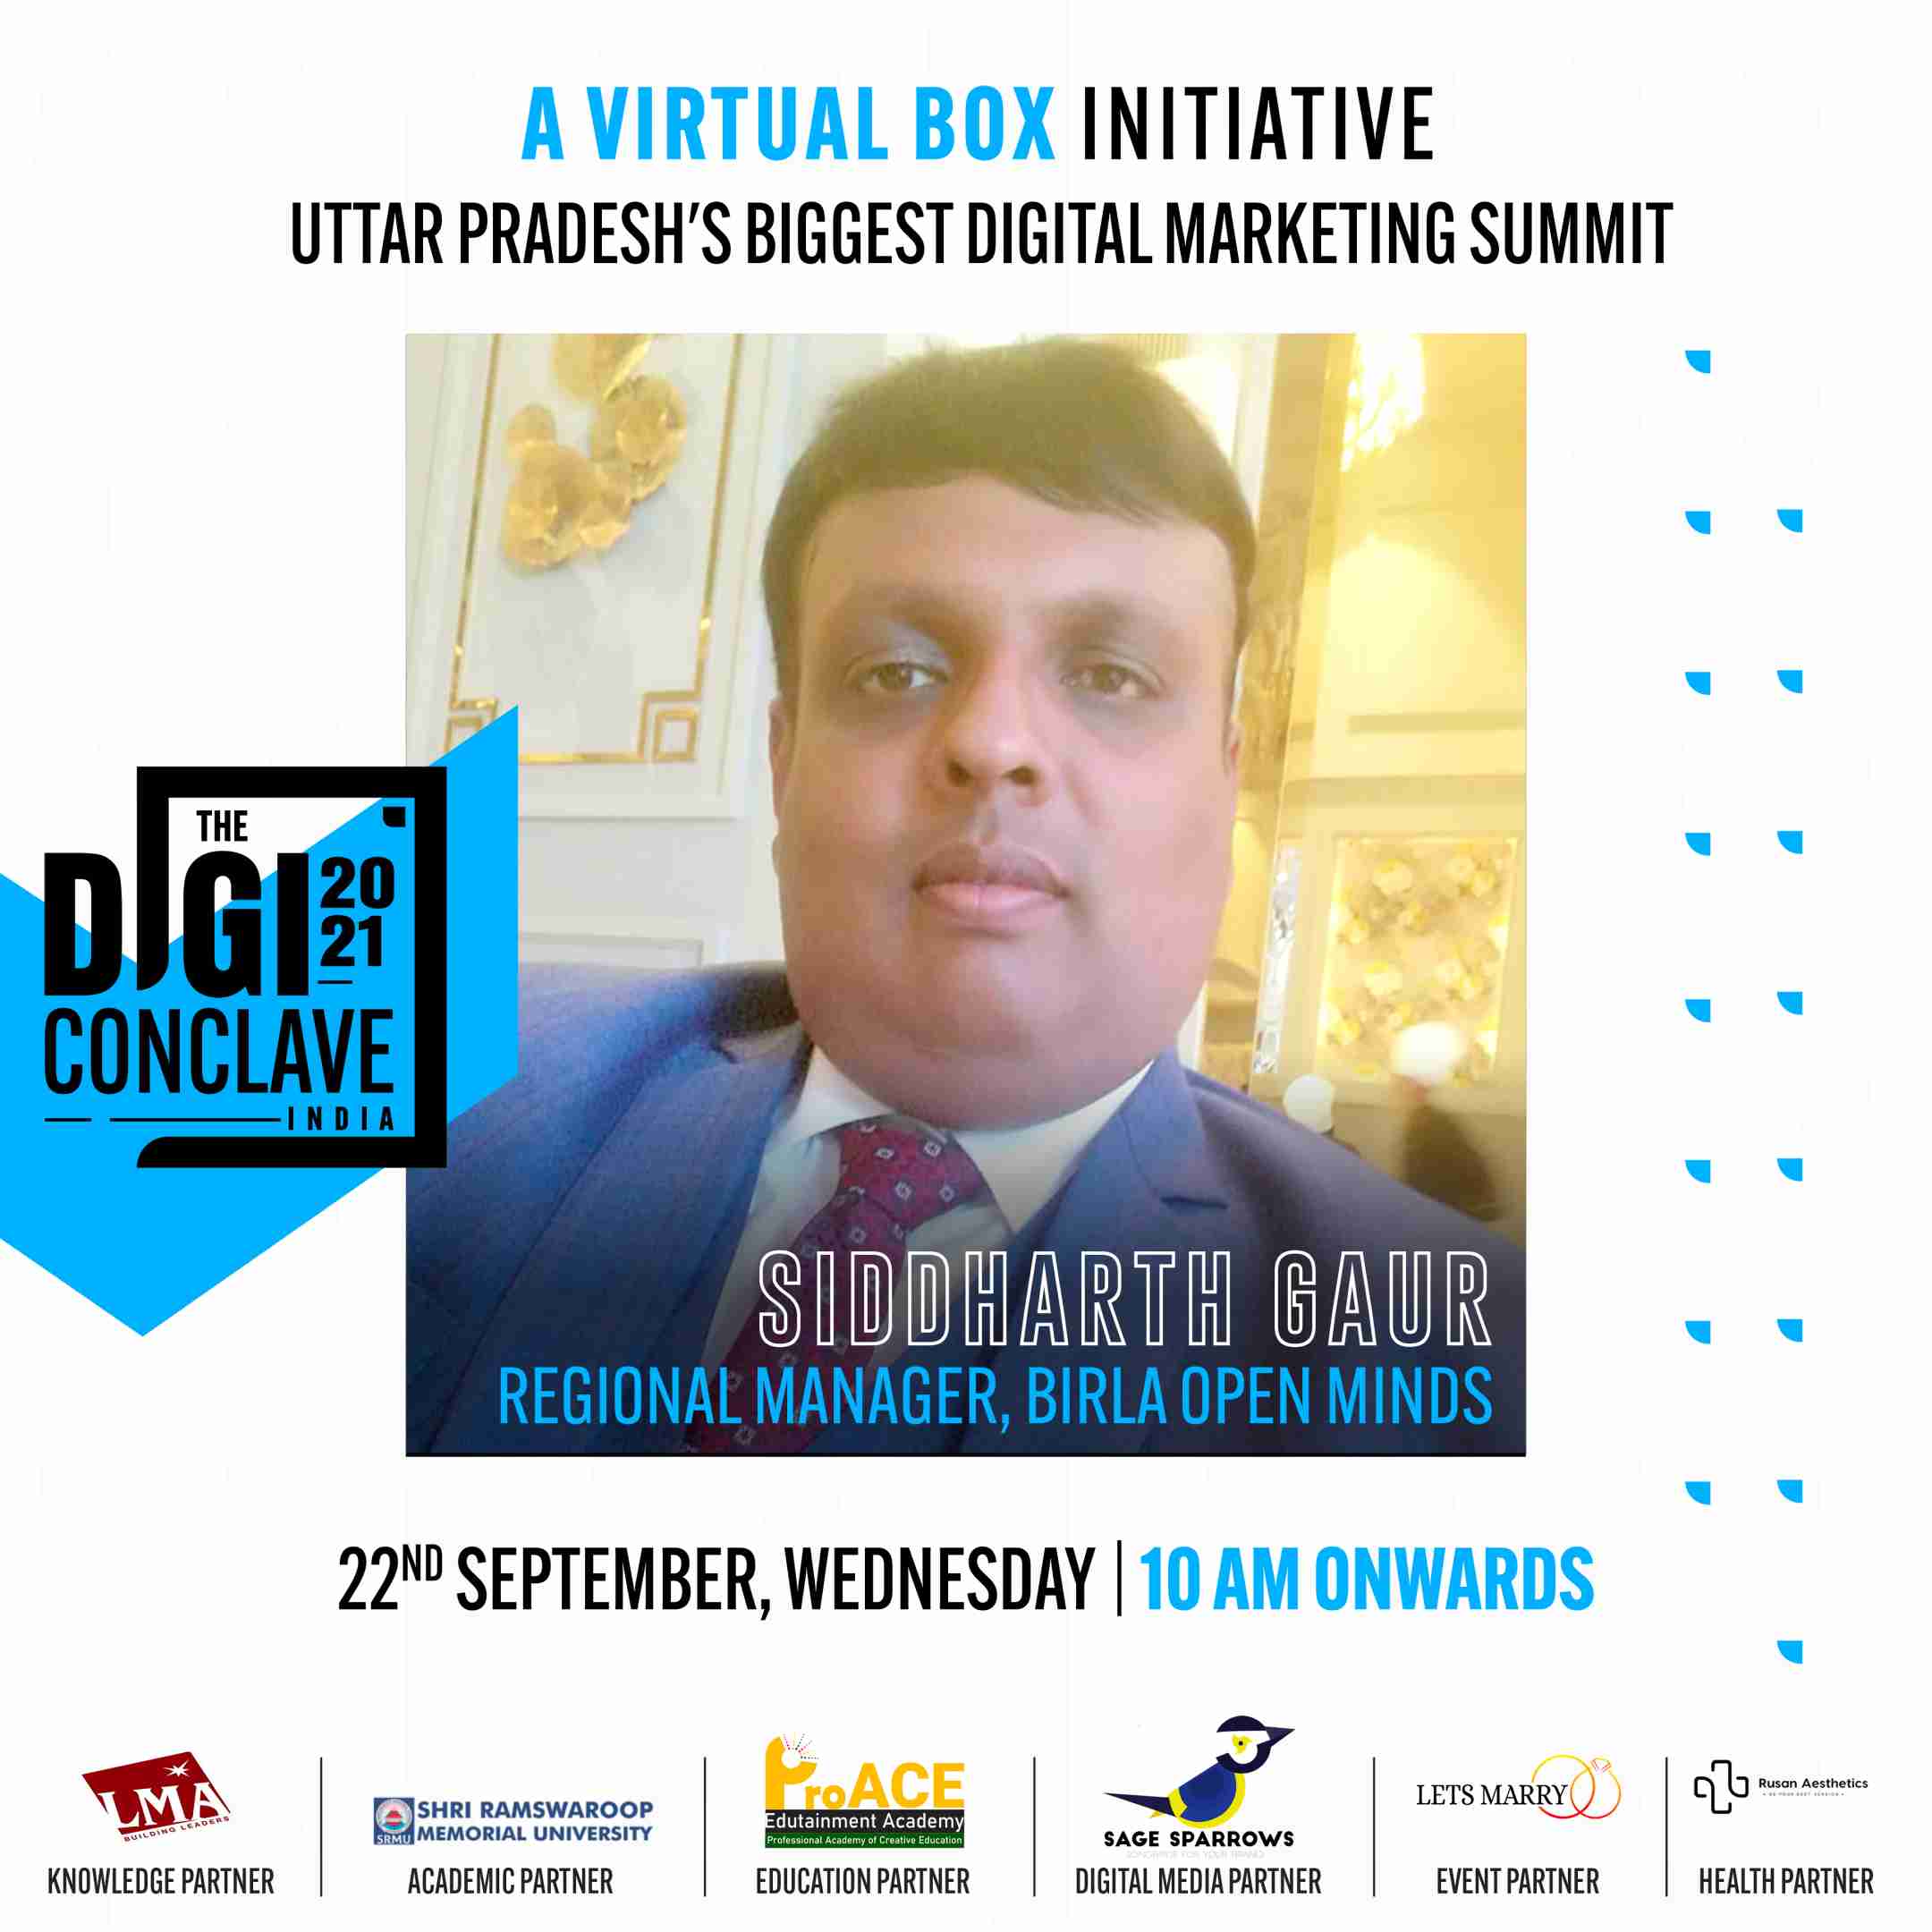 A VIRTUAL BOX INITIATIVE
UTTAR PRADESH'S BIGGEST DIGITAL MARKETING SUMMIT
THE
DIGI 20
21
CONCLAVE
INDIA
SIDDHARTH GAUR
REGIONAL MANAGER, BIRLA OPEN MINDS
22ND SEPTEMBER, WEDNESDAY | 10 AM ONWARDS
LMA
BUILDING LEADERS
KNOWLEDGE PARTNER
SRMU
SHRI RAMSWAROOP
MEMORIAL UNIVERSITY
ACADEMIC PARTNER
ProACE
Edutainment Academy
Professional Academy of Creative Education
EDUCATION PARTNER
SAGE SPARROWS
DIGITAL MEDIA PARTNER
LETS MARRY
EVENT PARTNER
Rusan Aesthetics
HEALTH PARTNER